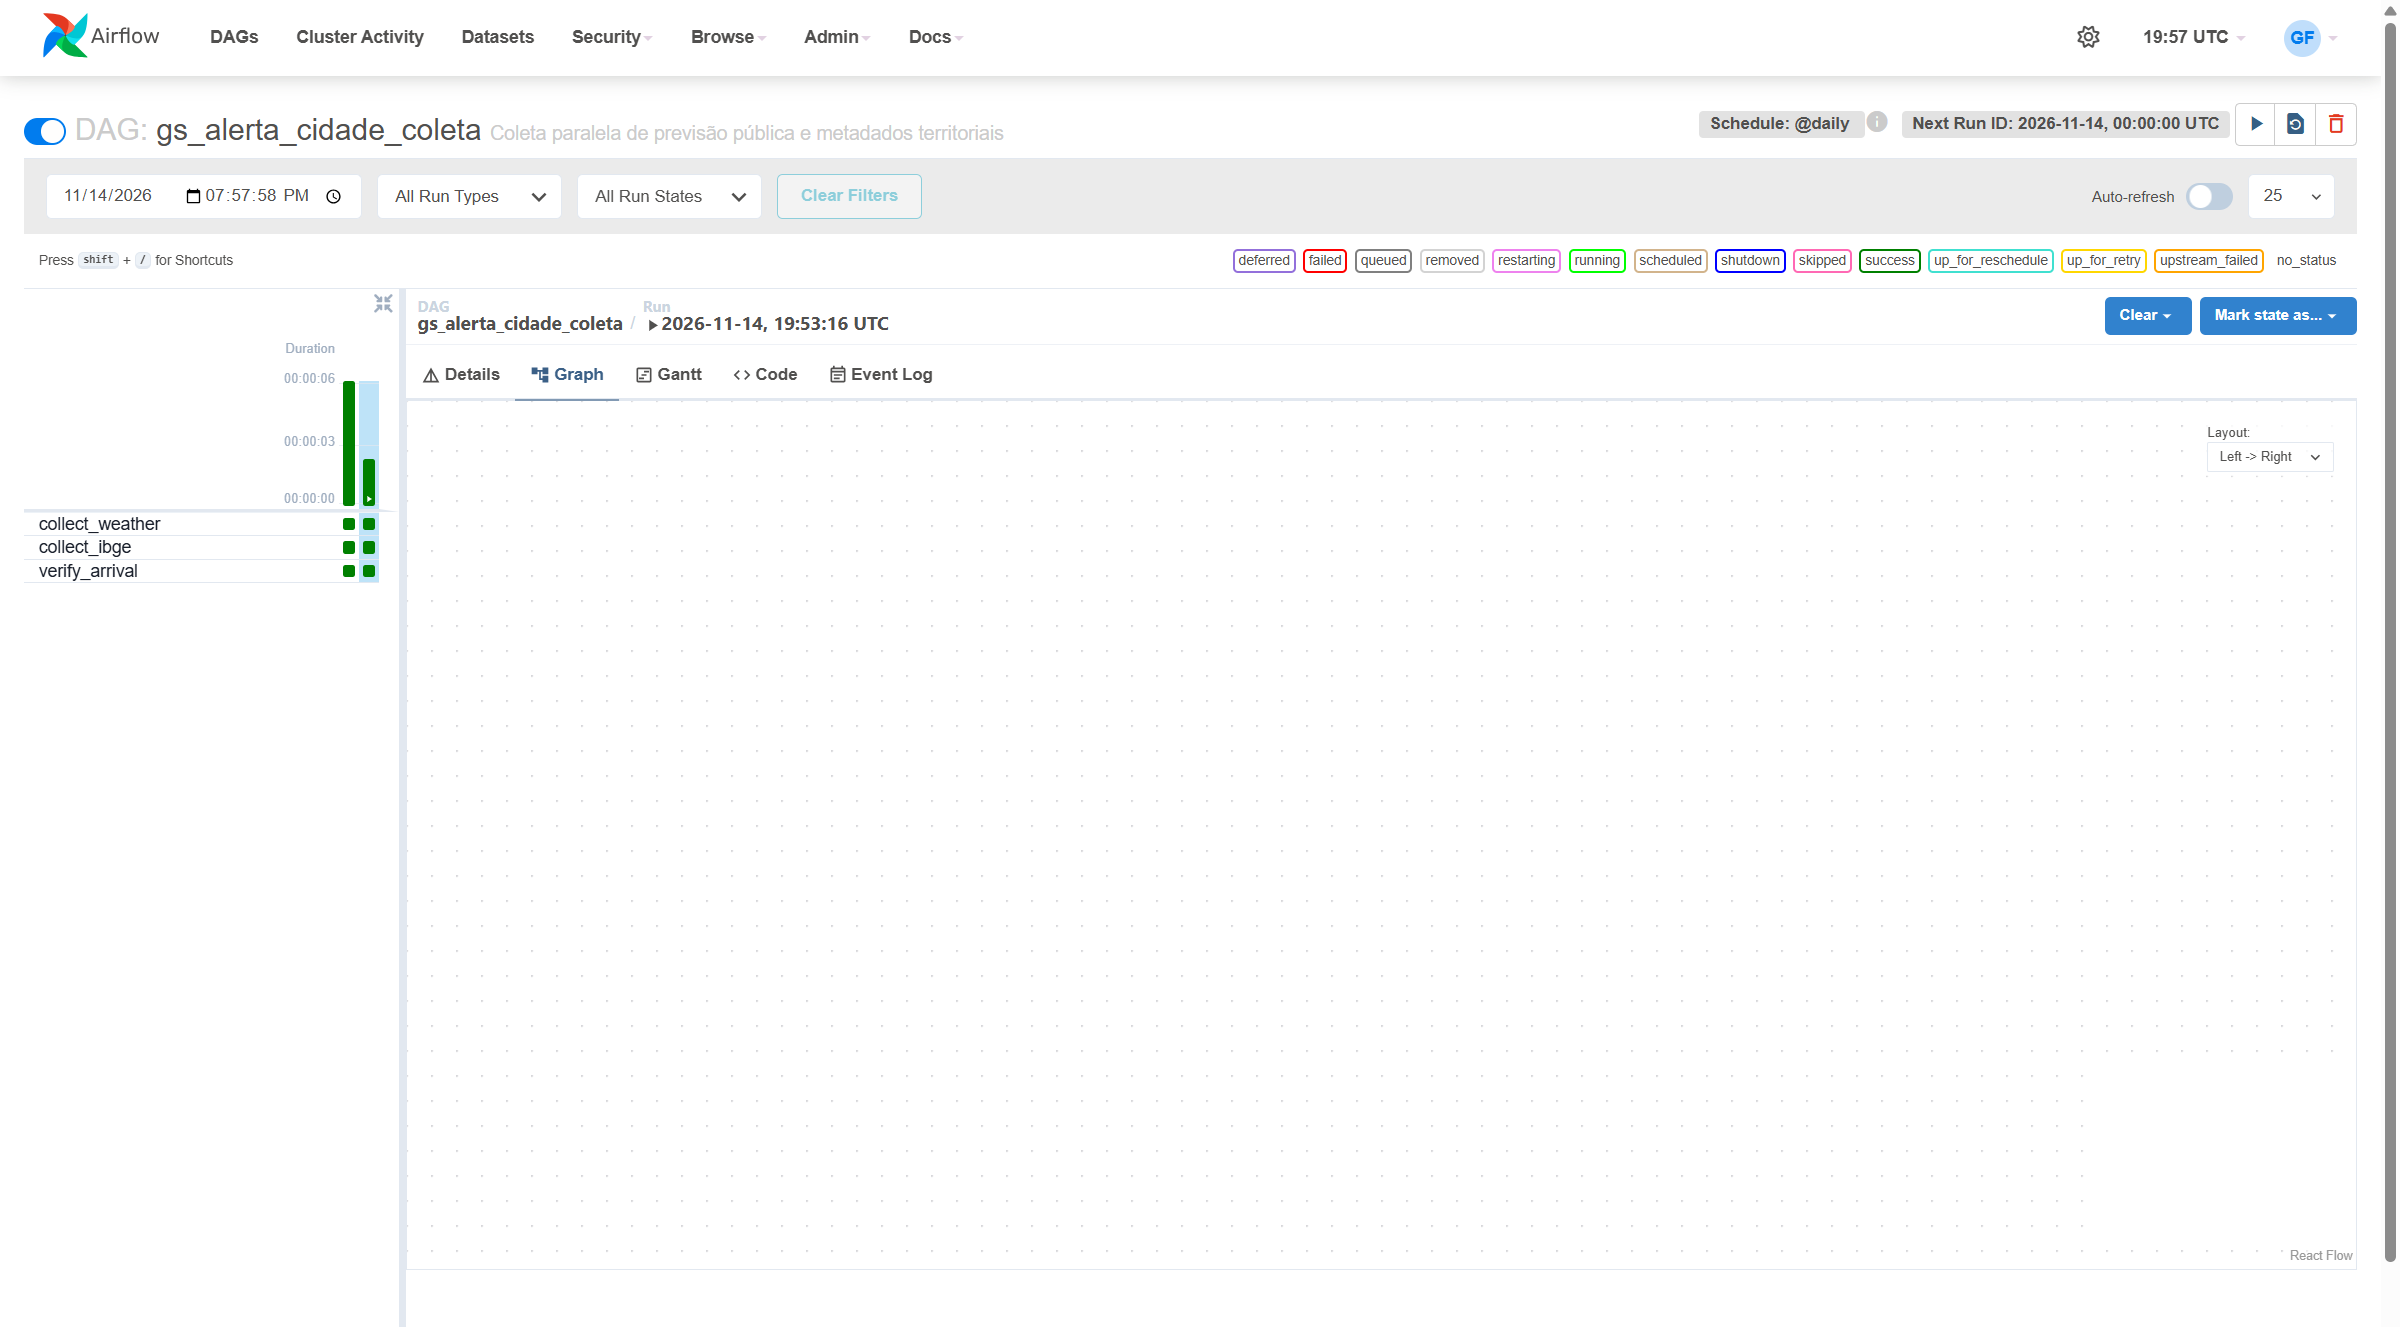 Airflow DAGs Cluster Activity Datasets Security Browse Admin Docs 19:57 UTC GF
DAG: gs_alerta_cidade_coleta Coleta paralela de previsão pública e metadados territoriais Schedule: @daily i Next Run ID: 2026-11-14, 00:00:00 UTC
11/14/2026 07:57:58 PM All Run Types All Run States Clear Filters Auto-refresh 25
Press shift + / for Shortcuts deferred failed queued removed restarting running scheduled shutdown skipped success up_for_reschedule up_for_retry upstream_failed no_status
DAG Run
gs_alerta_cidade_coleta / 2026-11-14, 19:53:16 UTC Clear Mark state as...
Details Graph Gantt Code Event Log
Duration
00:00:06
00:00:03
00:00:00
collect_weather
collect_ibge
verify_arrival
Layout:
Left -> Right
React Flow